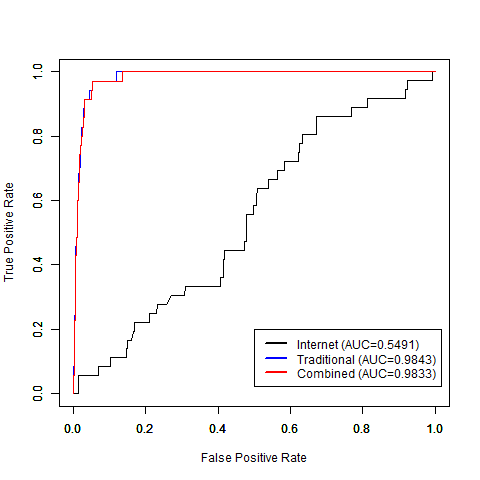 True Positive Rate
1.0
0.8
0.6
0.4
0.2
0.0
Internet (AUC=0.5491)
Traditional (AUC=0.9843)
Combined (AUC=0.9833)
0.0 0.2 0.4 0.6 0.8 1.0
False Positive Rate